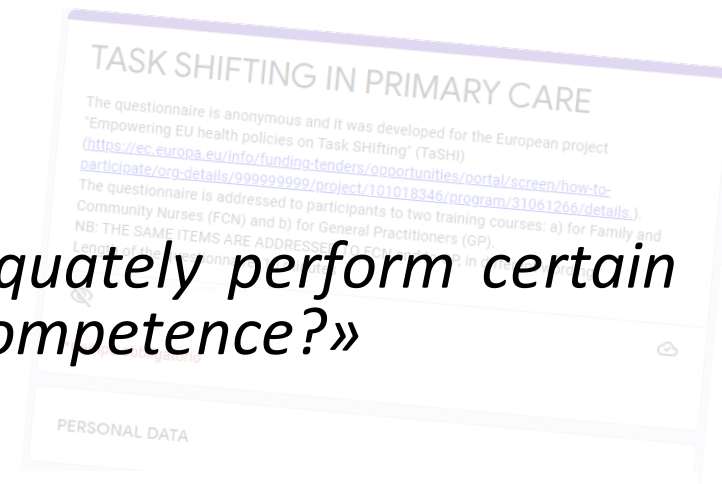 TASK SHIFTING IN PRIMARY CARE
The questionnaire is anonymous and it was developed for the European project
"Empowering EU health policies on Task SHIfting" (TaSHI)
(https://ec.europa.eu/info/funding-tenders/opportunities/portal/screen/how-to-
participate/org-details/999999999/project/101018346/program/31061266/details.).
The questionnaire is addressed to participants to two training courses: a) for Family and
Community Nurses (FCN) and b) for General Practitioners (GP).
NB: THE SAME ITEMS ARE ADDRESSED TO FCN
Length of the
quately perform certain
ompetence?»
PERSONAL DATA